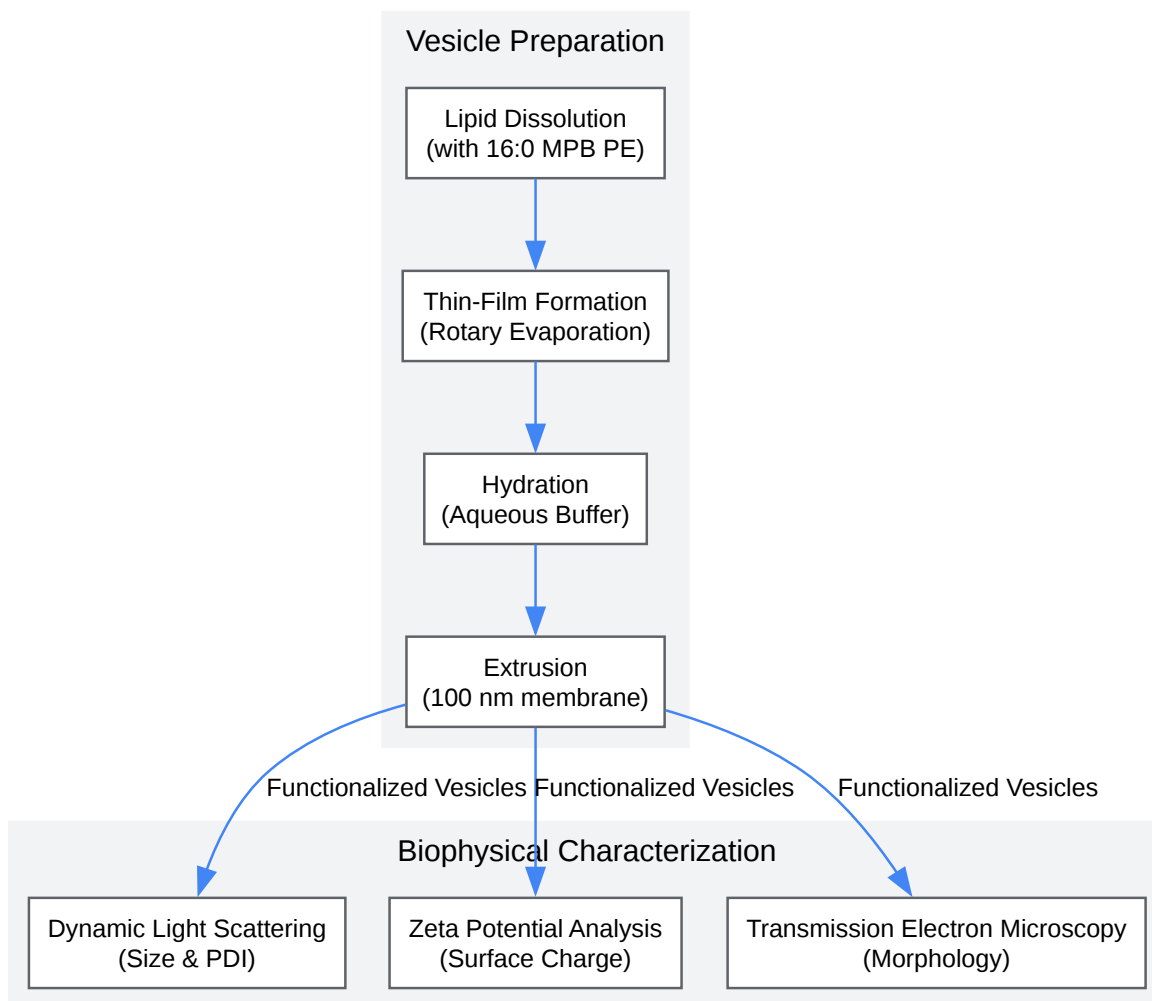 Vesicle Preparation
Lipid Dissolution
(with 16:0 MPB PE)
Thin-Film Formation
(Rotary Evaporation)
Hydration
(Aqueous Buffer)
Extrusion
(100 nm membrane)
Functionalized Vesicles
Functionalized Vesicles
Functionalized Vesicles
Biophysical Characterization
Dynamic Light Scattering
(Size & PDI)
Zeta Potential Analysis
(Surface Charge)
Transmission Electron Microscopy
(Morphology)